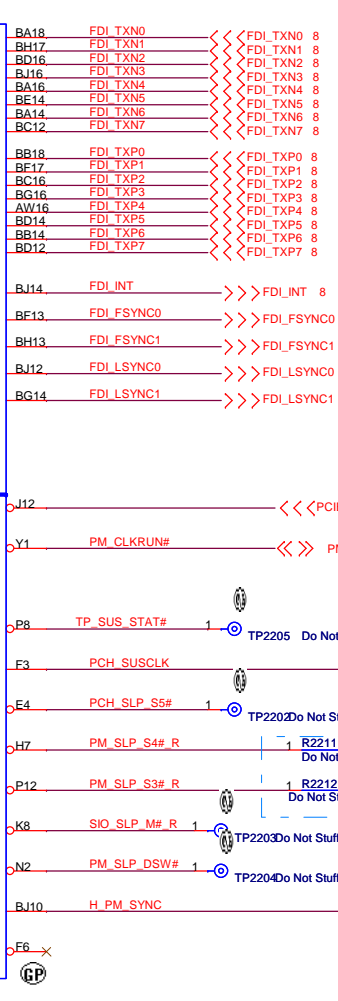 BA18 FDI_TXN0 FDI_TXN0 8
BH17 FDI_TXN1 FDI_TXN1 8
BD16 FDI_TXN2 FDI_TXN2 8
BJ16 FDI_TXN3 FDI_TXN3 8
BA16 FDI_TXN4 FDI_TXN4 8
BE14 FDI_TXN5 FDI_TXN5 8
BA14 FDI_TXN6 FDI_TXN6 8
BC12 FDI_TXN7 FDI_TXN7 8
BB18 FDI_TXP0 FDI_TXP0 8
BF17 FDI_TXP1 FDI_TXP1 8
BC16 FDI_TXP2 FDI_TXP2 8
BG16 FDI_TXP3 FDI_TXP3 8
AW16 FDI_TXP4 FDI_TXP4 8
BD14 FDI_TXP5 FDI_TXP5 8
BB14 FDI_TXP6 FDI_TXP6 8
BD12 FDI_TXP7 FDI_TXP7 8
BJ14 FDI_INT FDI_INT 8
BF13 FDI_FSYNC0 FDI_FSYNC0
BH13 FDI_FSYNC1 FDI_FSYNC1
BJ12 FDI_LSYNC0 FDI_LSYNC0
BG14 FDI_LSYNC1 FDI_LSYNC1
J12
Y1 PM_CLKRUN#
P8 TP_SUS_STAT# 1 TP2205 Do Not
F3 PCH_SUSCLK
E4 PCH_SLP_S5# 1 TP2202 Do Not
H7 PM_SLP_S4#_R 1 R2211
Do Not
P12 PM_SLP_S3#_R 1 R2212
Do Not
K8 SIO_SLP_M#_R 1 TP2203 Do Not Stuff
N2 PM_SLP_DSW# 1 TP2204 Do Not Stuff
BJ10 H_PM_SYNC
F6
GP